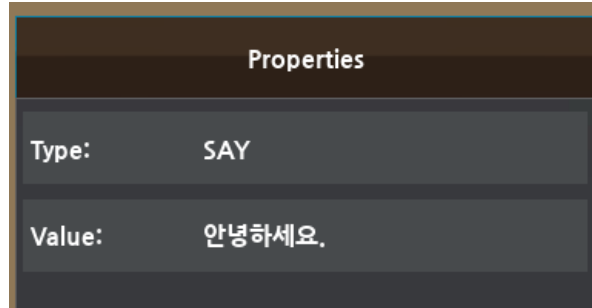 Properties
Type: SAY
Value: 안녕하세요.